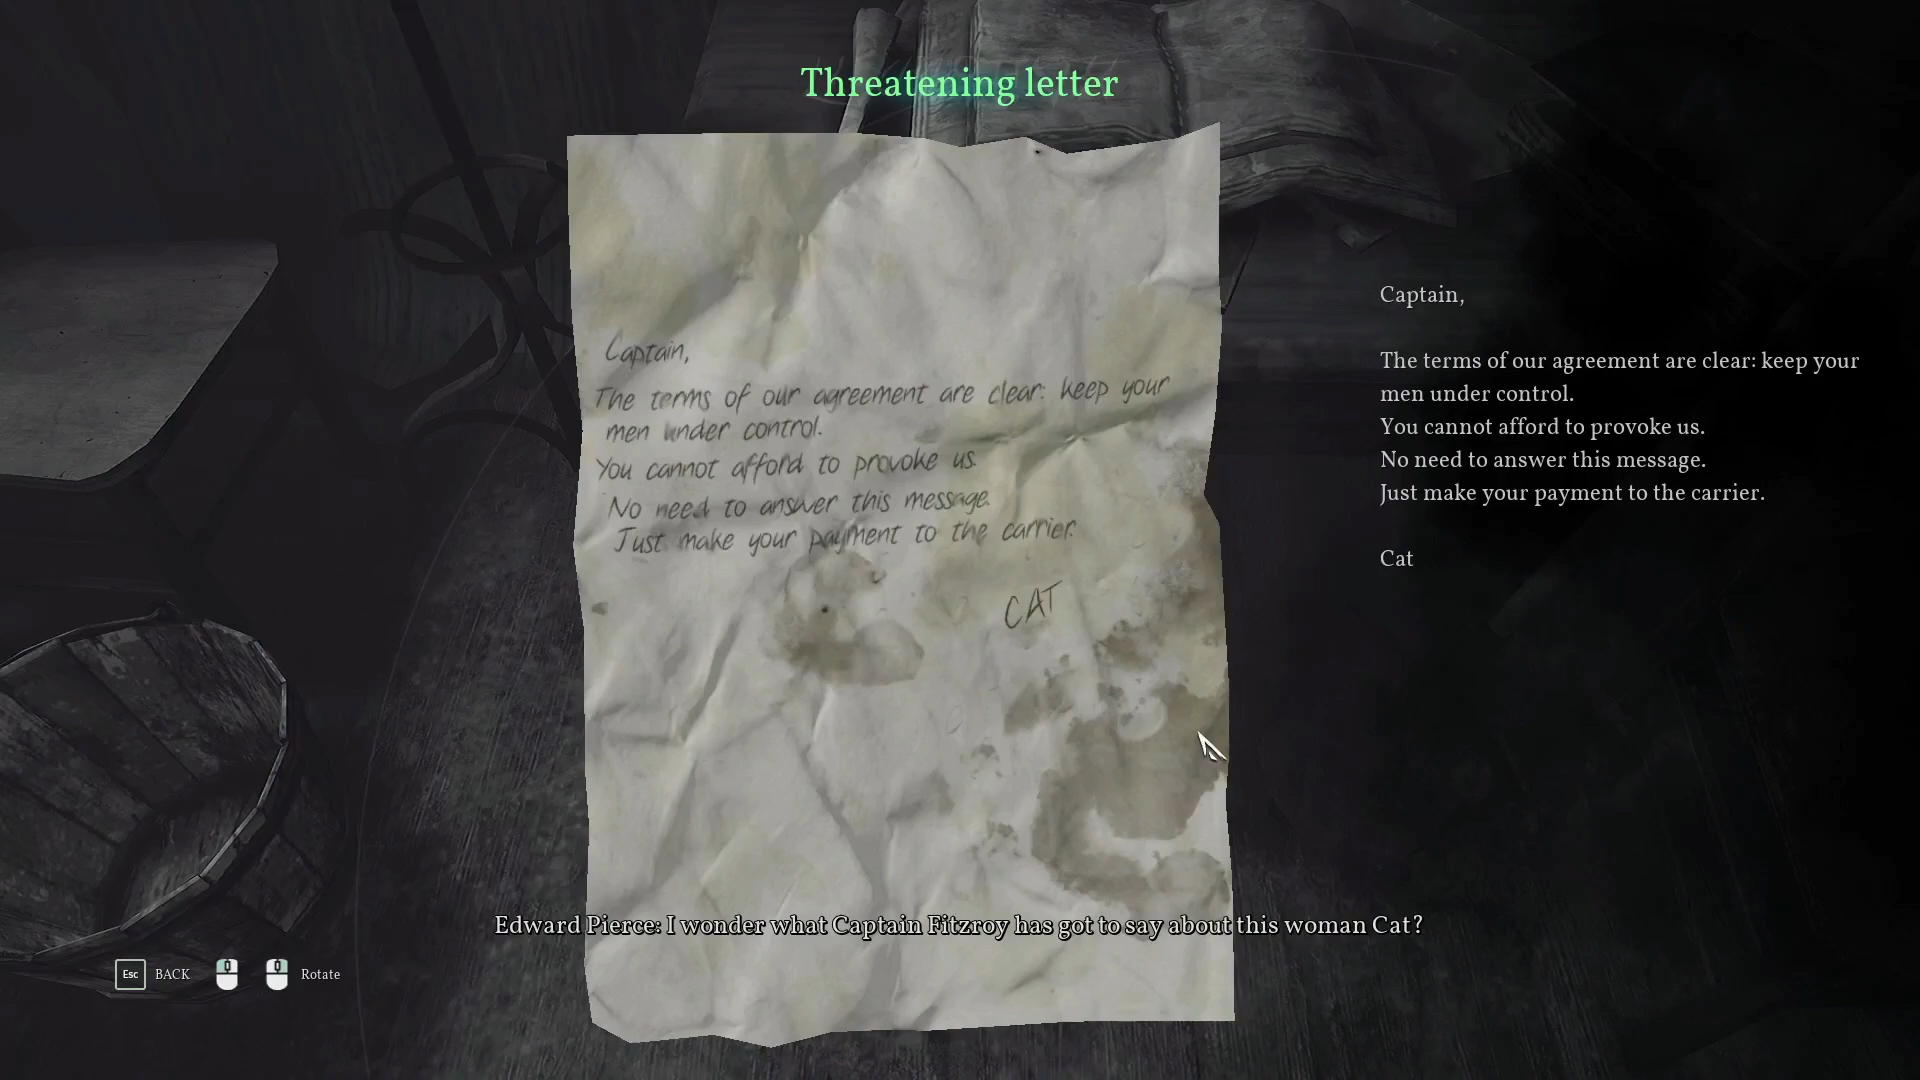 Threatening letter
Captain,
The terms of our agreement are clear: keep your
men under control.
You cannot afford to provoke us.
No need to answer this message.
Just make your payment to the carrier.
CAT
Captain,
The terms of our agreement are clear: keep your
men under control.
You cannot afford to provoke us.
No need to answer this message.
Just make your payment to the carrier.
Cat
Edward Pierce: I wonder what Captain Fitzroy has got to say about this woman Cat?
Esc BACK Rotate